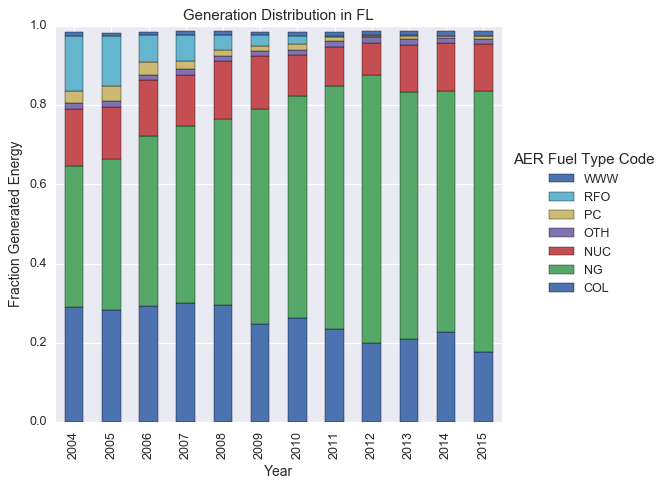 Generation Distribution in FL
1.0
0.8
0.6
0.4
0.2
0.0
Fraction Generated Energy
2004
2005
2006
2007
2008
2009
2010
2011
2012
2013
2014
2015
Year
AER Fuel Type Code
WWW
RFO
PC
OTH
NUC
NG
COL